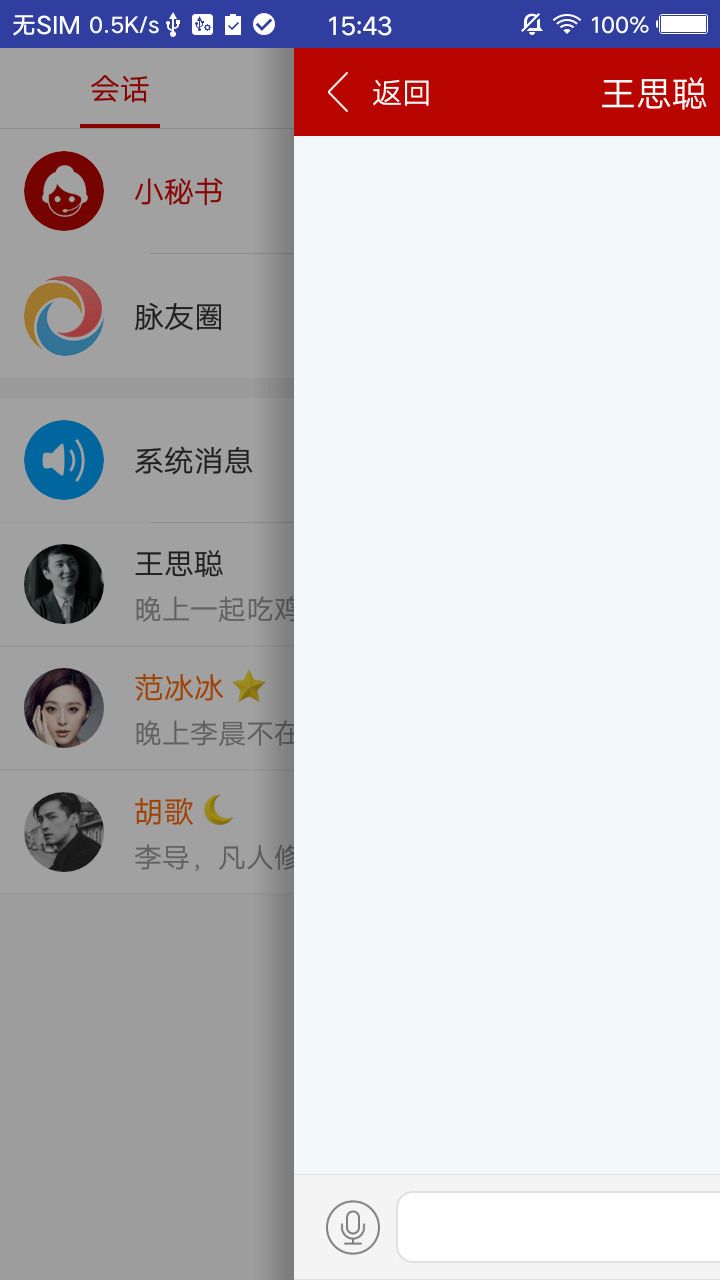 无SIM 0.5K/s 15:43 100%
会话
返回 王思聪
小秘书
脉友圈
系统消息
王思聪
晚上一起吃鸡
范冰冰
晚上李晨不在
胡歌
李导，凡人修